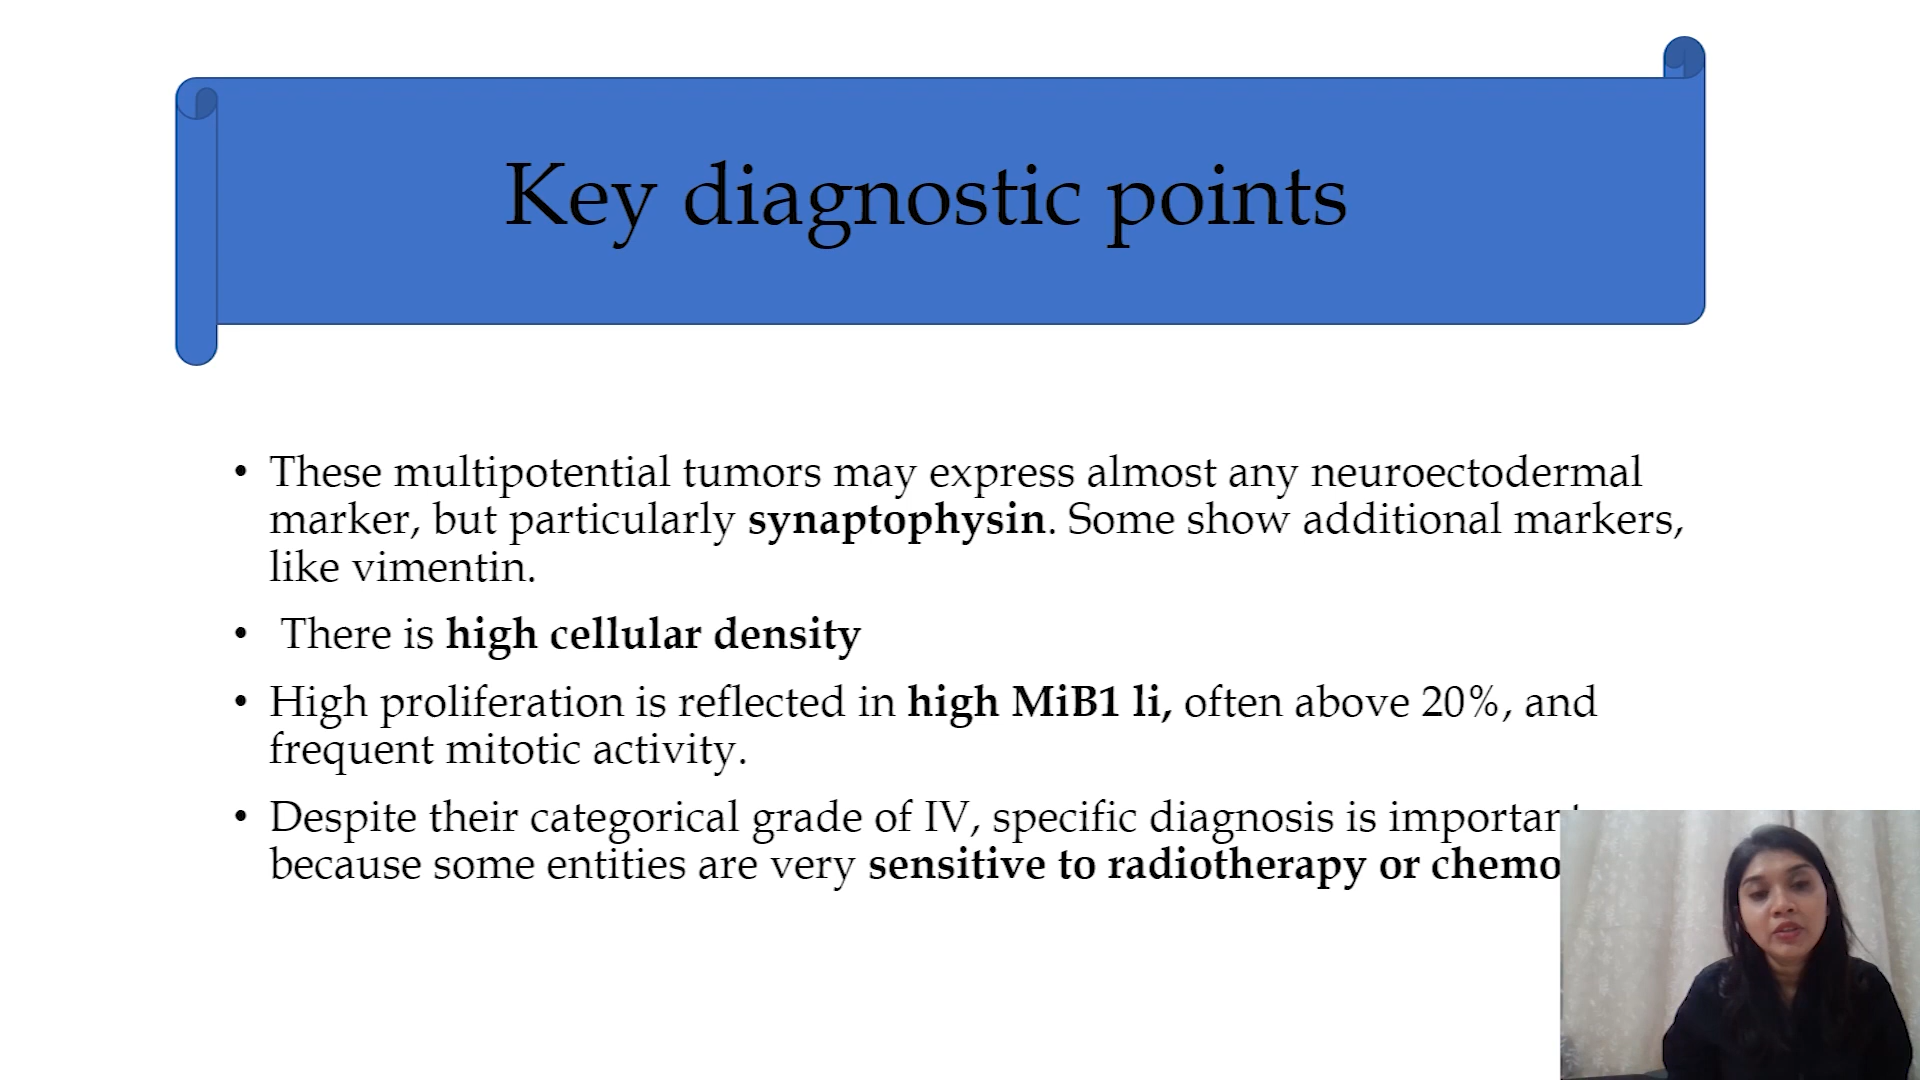 Key diagnostic points
• These multipotential tumors may express almost any neuroectodermal
marker, but particularly synaptophysin. Some show additional markers,
like vimentin.
• There is high cellular density
• High proliferation is reflected in high MiB1 li, often above 20%, and
frequent mitotic activity.
• Despite their categorical grade of IV, specific diagnosis is important
because some entities are very sensitive to radiotherapy or chemo